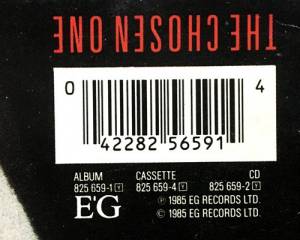 THE CHOSEN ONE
0 42282 56591 4
ALBUM CASSETTE CD
825 659-1 Y 825 659-4 Y 825 659-2 Y
E'G ℗ 1985 EG RECORDS LTD.
© 1985 EG RECORDS LTD.